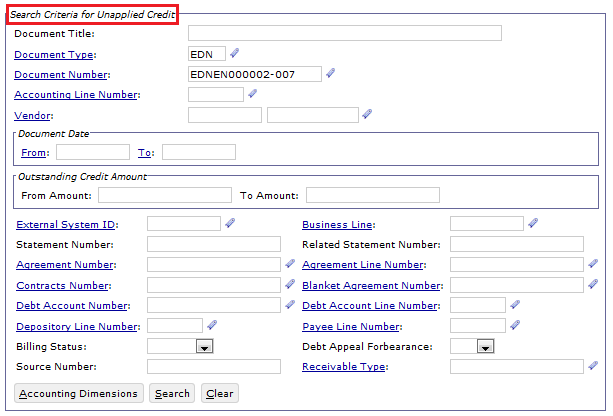 Search Criteria for Unapplied Credit
Document Title:
Document Type: EDN
Document Number: EDNEN000002-007
Accounting Line Number:
Vendor:
Document Date
From: To:
Outstanding Credit Amount
From Amount: To Amount:
External System ID: Business Line:
Statement Number: Related Statement Number:
Agreement Number: Agreement Line Number:
Contracts Number: Blanket Agreement Number:
Debt Account Number: Debt Account Line Number:
Depository Line Number: Payee Line Number:
Billing Status: Debt Appeal Forbearance:
Source Number: Receivable Type:
Accounting Dimensions Search Clear